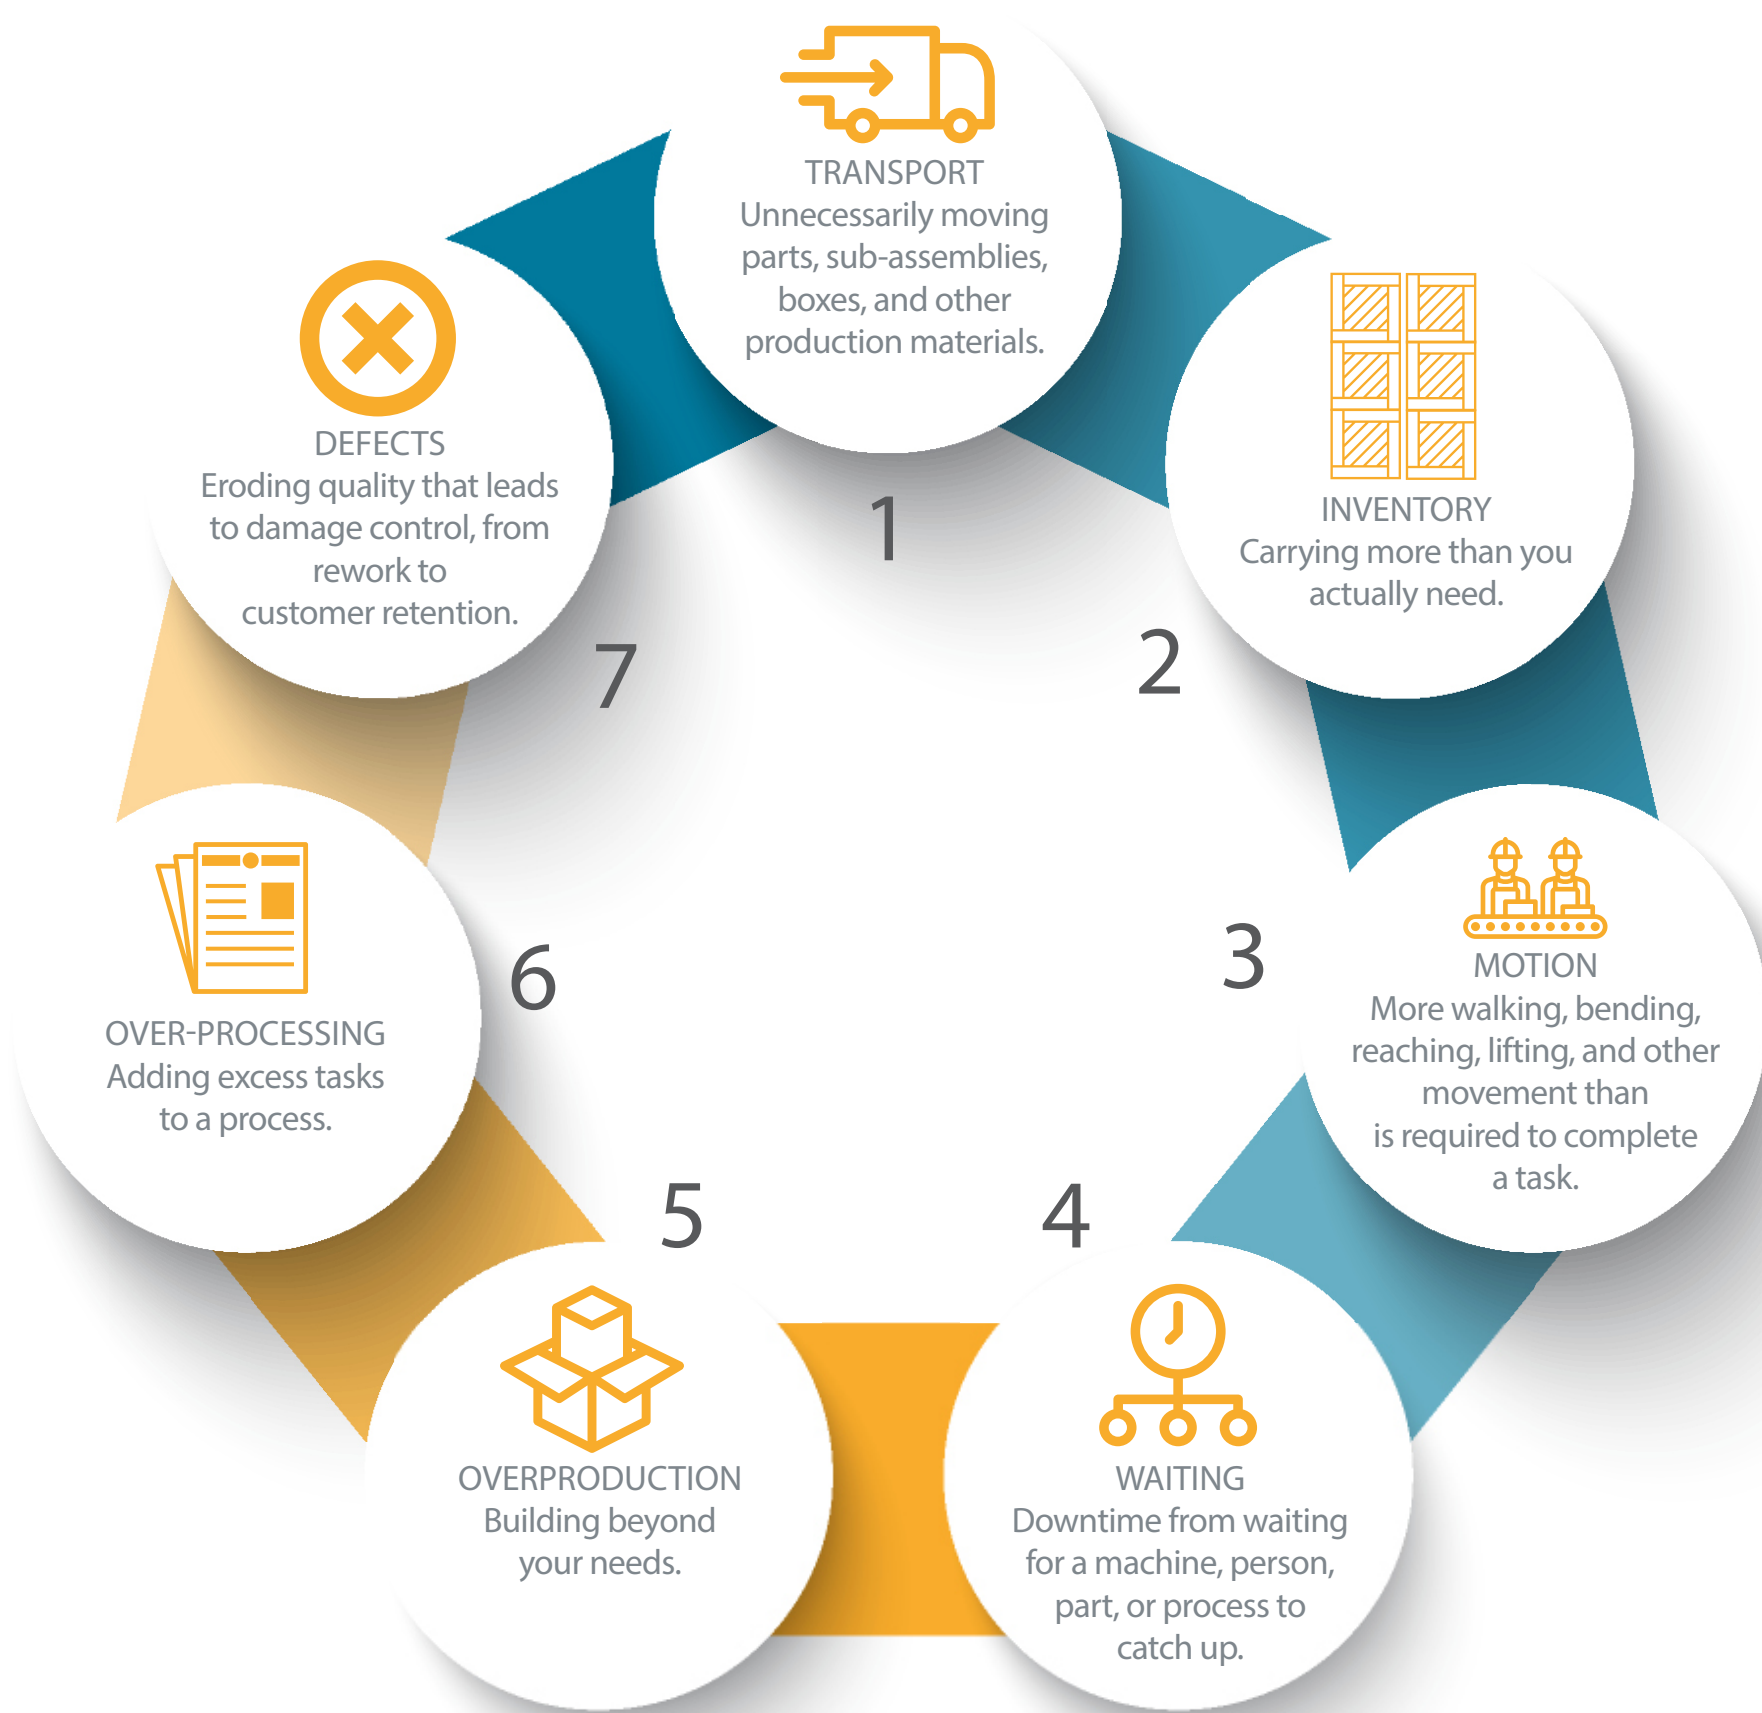 TRANSPORT
Unnecessarily moving
parts, sub-assemblies,
boxes, and other
production materials.
1
INVENTORY
Carrying more than you
actually need.
2
MOTION
More walking, bending,
reaching, lifting, and other
movement than
is required to complete
a task.
3
WAITING
Downtime from waiting
for a machine, person,
part, or process to
catch up.
4
OVERPRODUCTION
Building beyond
your needs.
5
OVER-PROCESSING
Adding excess tasks
to a process.
6
DEFECTS
Eroding quality that leads
to damage control, from
rework to
customer retention.
7